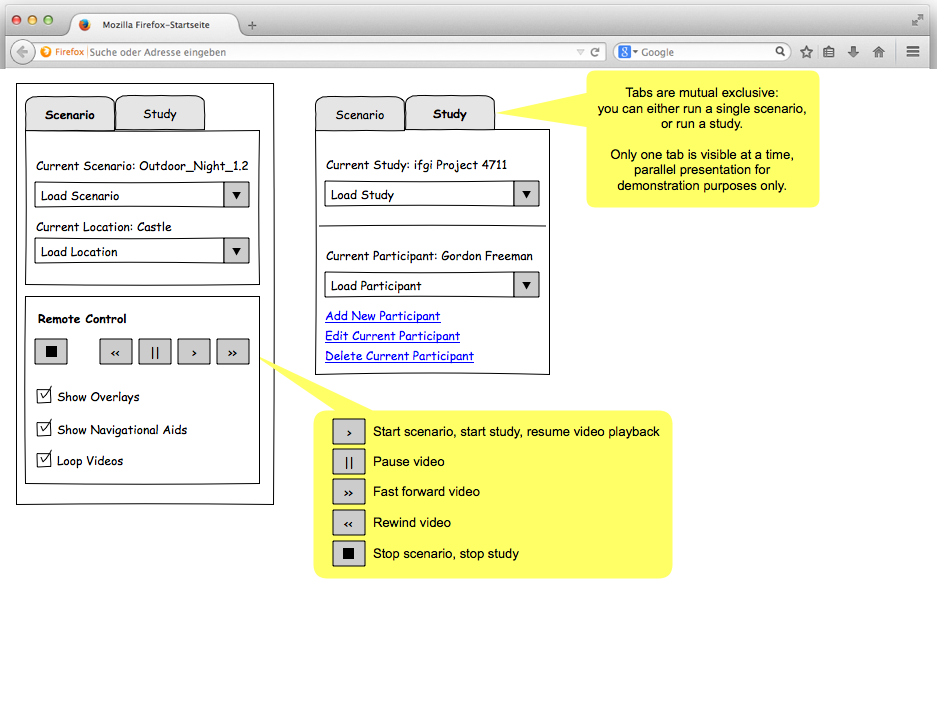 Mozilla Firefox-Startseite
Firefox Suche oder Adresse eingeben
Google
Scenario
Study
Current Scenario: Outdoor_Night_1.2
Load Scenario
Current Location: Castle
Load Location
Remote Control
Show Overlays
Show Navigational Aids
Loop Videos
Scenario
Study
Current Study: ifgi Project 4711
Load Study
Current Participant: Gordon Freeman
Load Participant
Add New Participant
Edit Current Participant
Delete Current Participant
Tabs are mutual exclusive:
you can either run a single scenario,
or run a study.
Only one tab is visible at a time,
parallel presentation for
demonstration purposes only.
Start scenario, start study, resume video playback
Pause video
Fast forward video
Rewind video
Stop scenario, stop study